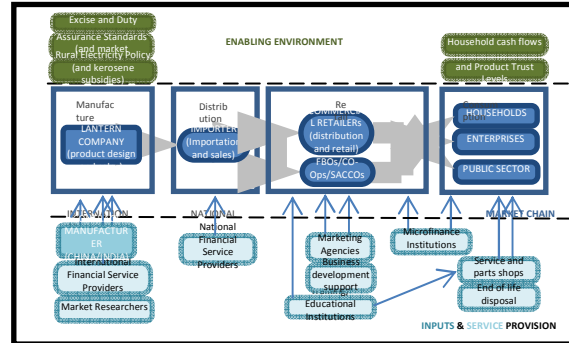 Excise and Duty
Assurance Standards
(and market
Rural Electricity Policy
(and kerosene
subsidies)
ENABLING ENVIRONMENT
Household cash flows
and Product Trust
Levels
Manufac
ture
LANTERN
COMPANY
(product design
Distrib
ution
IMPORTER
(Importation
and sales)
Re
L RETAILERs
(distribution
and retail)
FBOs/CO-
Ops/SACCOs
HOUSEHOLDS
ENTERPRISES
PUBLIC SECTOR
INTERNATION
NATIONAL
MARKET CHAIN
MANUFACTUR
ER
(CHINA/INDIA)
International
Financial Service
Providers
Market Researchers
National
Financial
Service
Providers
Marketing
Agencies
Business
development
support
Educational
Institutions
Microfinance
Institutions
Service and
parts shops
End of life
disposal
INPUTS & SERVICE PROVISION